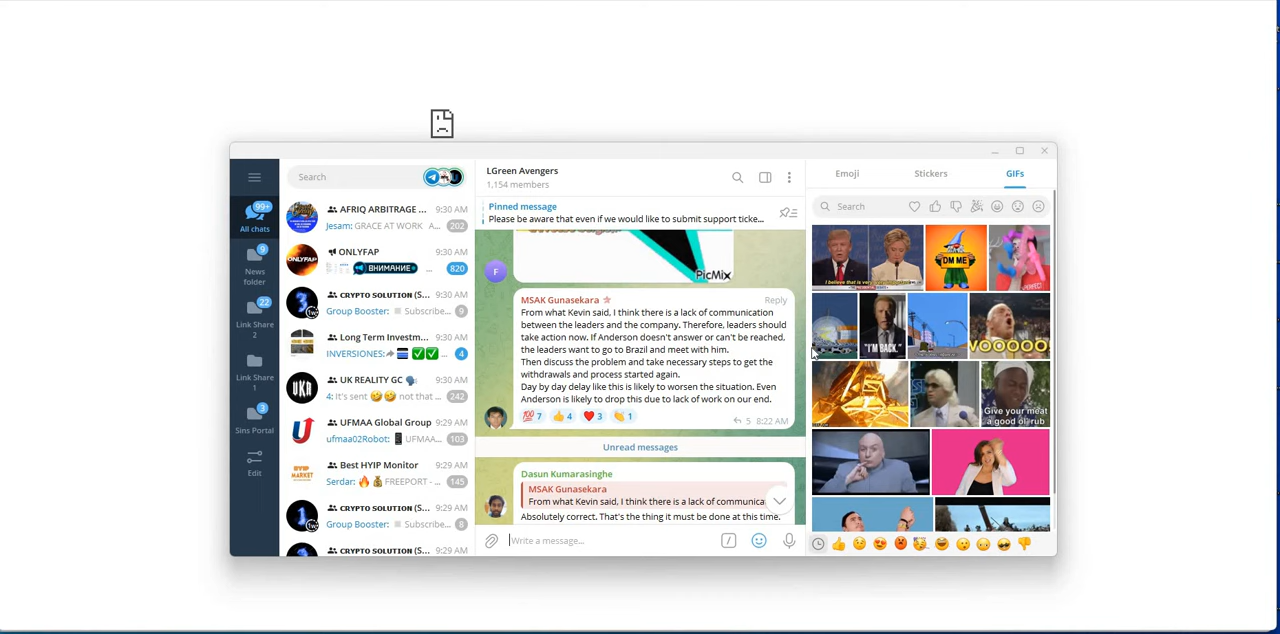 Search
99+
All chats
9
News
folder
22
Link Share
2
Link Share
1
3
Sins Portal
Edit
AFRIQ ARBITRAGE ... 9:30 AM
Jesam: GRACE AT WORK A... 202
ONLYFAP 9:30 AM
ВНИМАНИЕ ... 820
CRYPTO SOLUTION (S... 9:30 AM
Group Booster: Subscribe... 9
Long Term Investm... 9:30 AM
INVERSIONES: ... 4
UK REALITY GC 9:30 AM
4: It's sent 🤣🤣 not that ... 242
UFMAA Global Group 9:29 AM
ufmaa02Robot: UFMAA... 103
Best HYIP Monitor 9:29 AM
Serdar: 🔥💰 FREEPORT - ... 145
CRYPTO SOLUTION (S... 9:29 AM
Group Booster: Subscribe... 8
CRYPTO SOLUTION (S... 9:29 AM
LGreen Avengers
1,154 members
Pinned message
Please be aware that even if we would like to submit support ticke...
PicMix
F
MSAK Gunasekara Reply
From what Kevin said, I think there is a lack of communication
between the leaders and the company. Therefore, leaders should
take action now. If Anderson doesn't answer or can't be reached,
the leaders want to go to Brazil and meet with him.
Then discuss the problem and take necessary steps to get the
withdrawals and process started again.
Day by day delay like this is likely to worsen the situation. Even
Anderson is likely to drop this due to lack of work on our end.
💯 7 👍 4 ❤️ 3 👏 1 5 8:22 AM
Unread messages
Dasun Kumarasinghe
MSAK Gunasekara
From what Kevin said, I think there is a lack of communica
Absolutely correct. That's the thing it must be done at this time.
Write a message...
Emoji Stickers GIFs
Search
DM ME
"I'M BACK."
VOOOOO
Give your meat
a good ol' rub